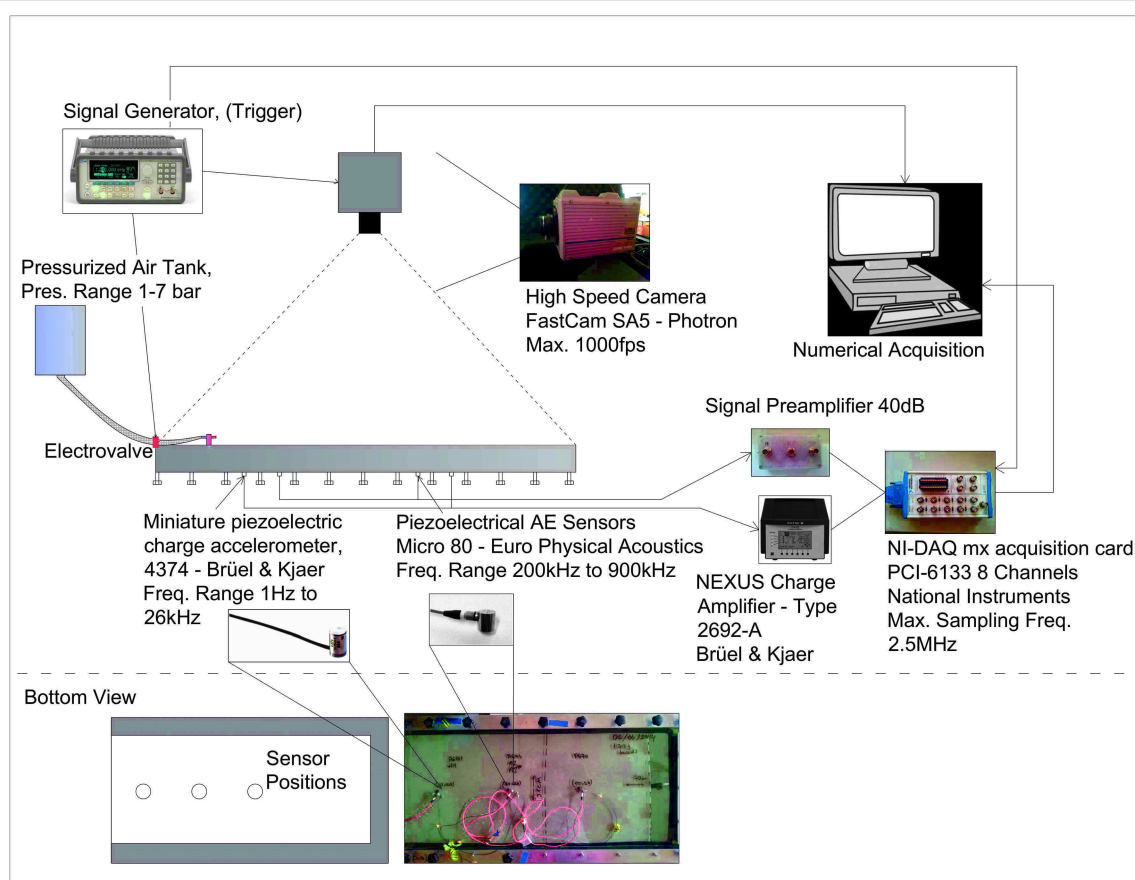 Signal Generator, (Trigger)
Pressurized Air Tank,
Pres. Range 1-7 bar
Electrovalve
High Speed Camera
FastCam SA5 - Photron
Max. 1000fps
Numerical Acquisition
Signal Preamplifier 40dB
Miniature piezoelectric
charge accelerometer,
4374 - Brüel & Kjaer
Freq. Range 1Hz to
26kHz
Piezoelectrical AE Sensors
Micro 80 - Euro Physical Acoustics
Freq. Range 200kHz to 900kHz
NEXUS Charge
Amplifier - Type
2692-A
Brüel & Kjaer
NI-DAQ mx acquisition card
PCI-6133 8 Channels
National Instruments
Max. Sampling Freq.
2.5MHz
Bottom View
Sensor
Positions